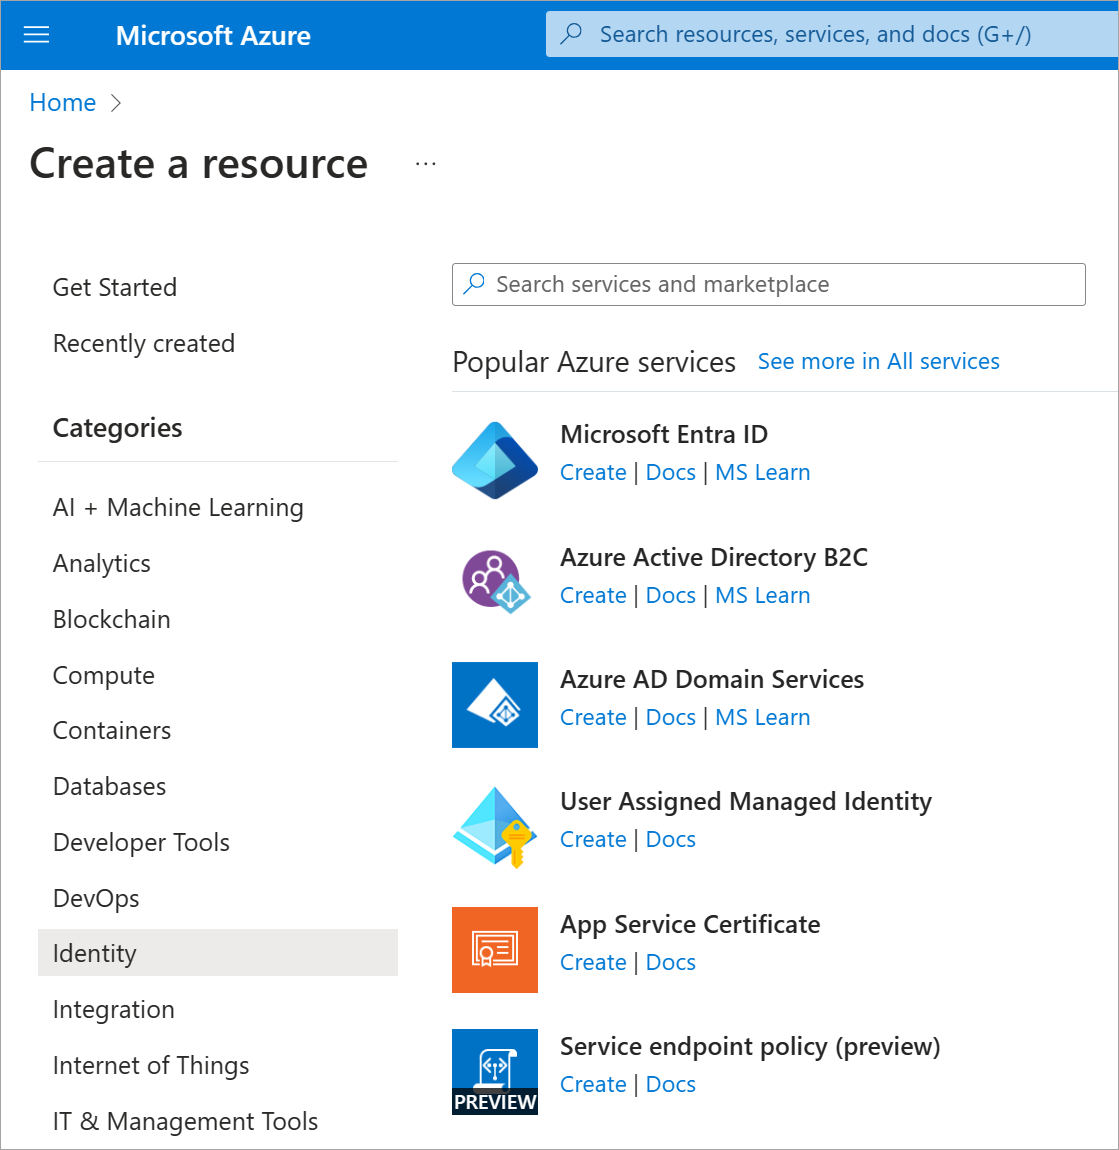 Microsoft Azure
Search resources, services, and docs (G+/)
Home >
Create a resource ...
Get Started
Recently created
Categories
AI + Machine Learning
Analytics
Blockchain
Compute
Containers
Databases
Developer Tools
DevOps
Identity
Integration
Internet of Things
IT & Management Tools
Search services and marketplace
Popular Azure services See more in All services
Microsoft Entra ID
Create | Docs | MS Learn
Azure Active Directory B2C
Create | Docs | MS Learn
Azure AD Domain Services
Create | Docs | MS Learn
User Assigned Managed Identity
Create | Docs
App Service Certificate
Create | Docs
Service endpoint policy (preview)
Create | Docs
PREVIEW